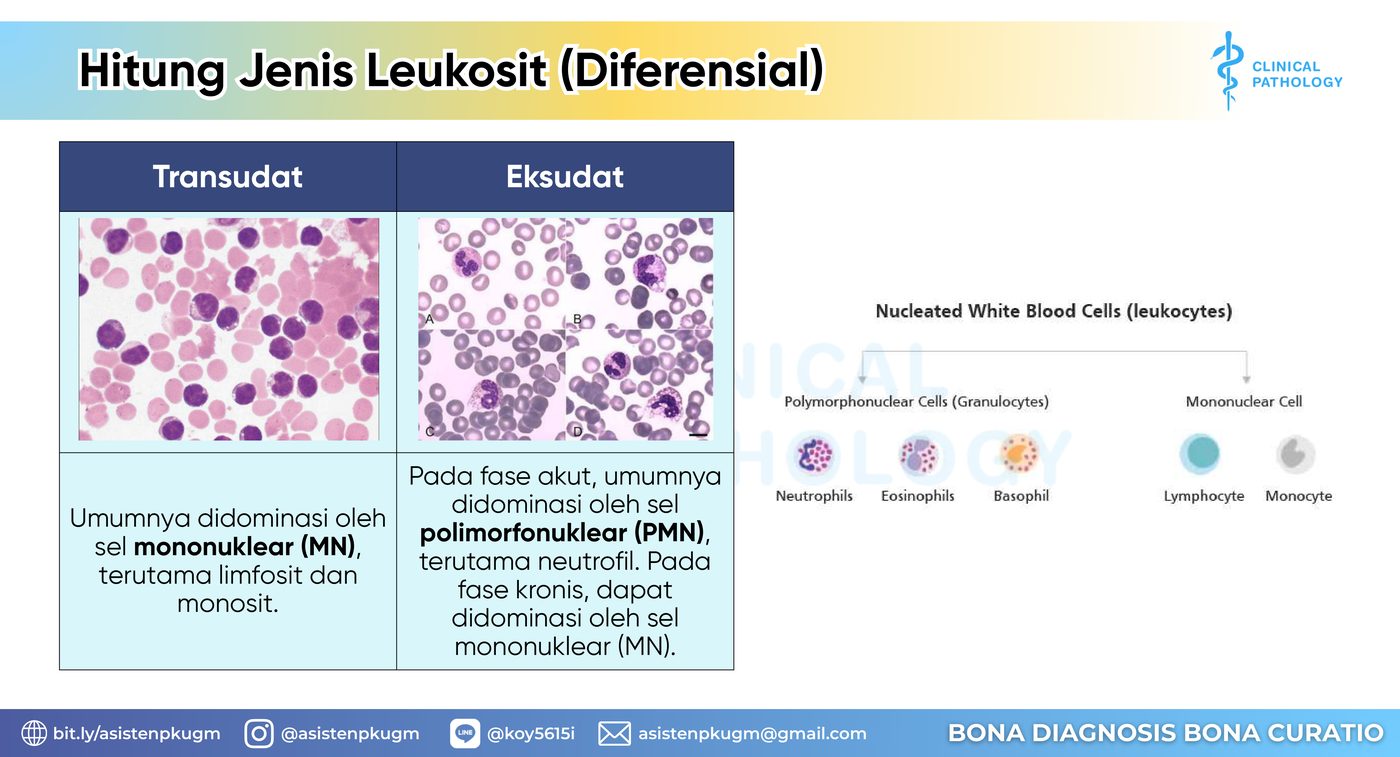 Hitung Jenis Leukosit (Diferensial)
CLINICAL
PATHOLOGY
Transudat
Eksudat
A
B
C
D
Umumnya didominasi oleh
sel mononuklear (MN),
terutama limfosit dan
monosit.
Pada fase akut, umumnya
didominasi oleh sel
polimorfonuklear (PMN),
terutama neutrofil. Pada
fase kronis, dapat
didominasi oleh sel
mononuklear (MN).
NICAL
HOLOGY
Nucleated White Blood Cells (leukocytes)
Polymorphonuclear Cells (Granulocytes)
Mononuclear Cell
Neutrophils
Eosinophils
Basophil
Lymphocyte
Monocyte
bit.ly/asistenpkugm
@asistenpkugm
LINE
@koy5615i
asistenpkugm@gmail.com
BONA DIAGNOSIS BONA CURATIO